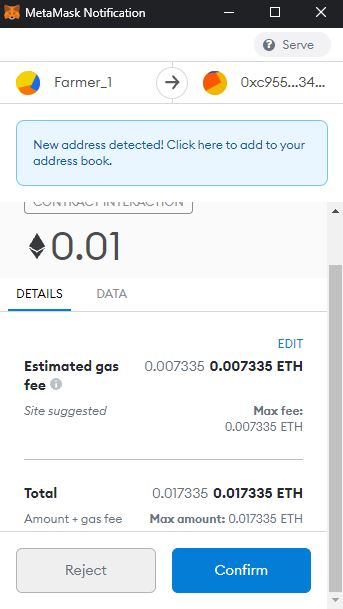 MetaMask Notification
Serve
Farmer_1
0xc955...34...
New address detected! Click here to add to your
address book.
CONTRACT INTERACTION
0.01
DETAILS
DATA
EDIT
Estimated gas 0.007335 0.007335 ETH
fee
Site suggested
Max fee:
0.007335 ETH
Total 0.017335 0.017335 ETH
Amount + gas fee Max amount: 0.017335 ETH
Reject
Confirm